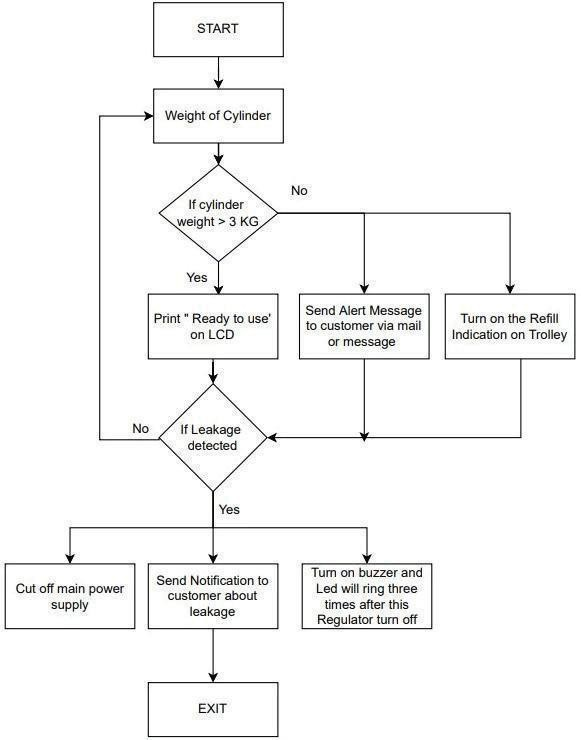 START
Weight of Cylinder
If cylinder
weight > 3 KG
No
Yes
Print " Ready to use'
on LCD
Send Alert Message
to customer via mail
or message
Turn on the Refill
Indication on Trolley
No
If Leakage
detected
Yes
Cut off main power
supply
Send Notification to
customer about
leakage
Turn on buzzer and
Led will ring three
times after this
Regulator turn off
EXIT